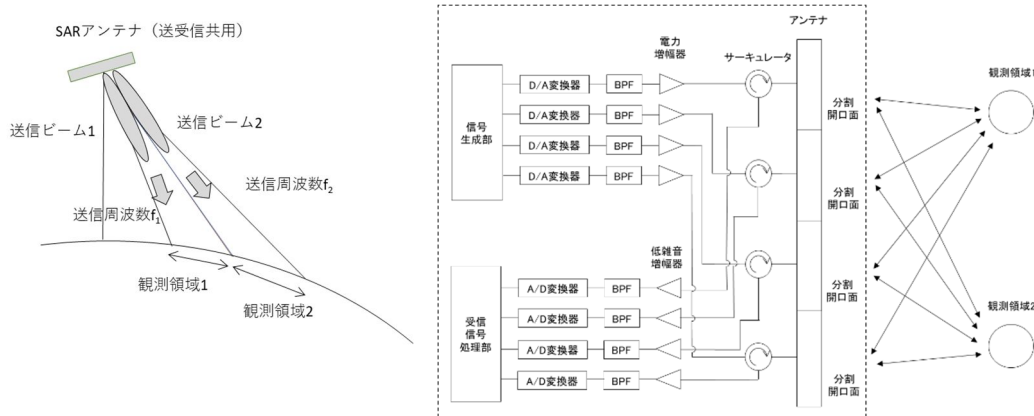 SARアンテナ（送受信共用）
送信ビーム1
送信ビーム2
送信周波数f₂
送信周波数f₁
観測領域1
観測領域2
アンテナ
電力
増幅器
サーキュレータ
信号
生成部
D/A変換器
BPF
D/A変換器
BPF
D/A変換器
BPF
D/A変換器
BPF
低雑音
増幅器
受信
信号
処理部
A/D変換器
BPF
A/D変換器
BPF
A/D変換器
BPF
A/D変換器
BPF
分割
開口面
分割
開口面
分割
開口面
分割
開口面
観測領域1
観測領域2